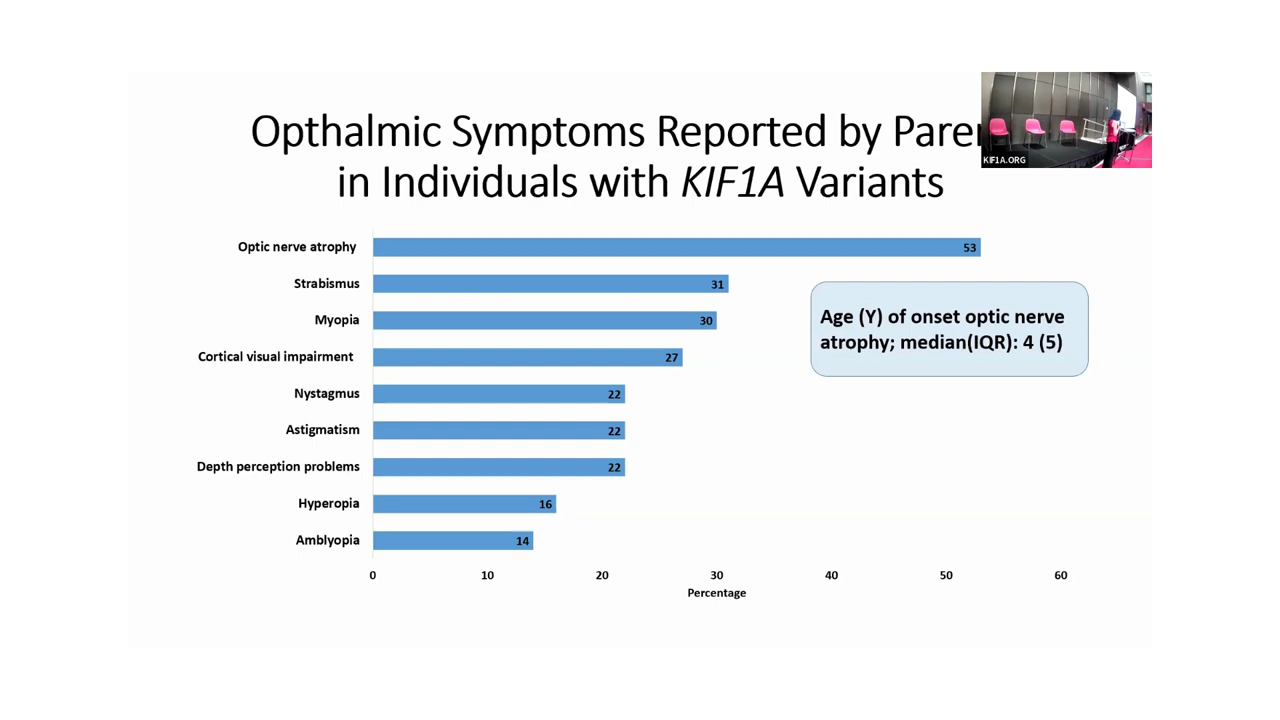 Opthalmic Symptoms Reported by
in Individuals with KIF1A Variants
KIF1A.ORG
Optic nerve atrophy 53
Strabismus 31
Myopia 30
Cortical visual impairment 27
Nystagmus 22
Astigmatism 22
Depth perception problems 22
Hyperopia 16
Amblyopia 14
0 10 20 30 40 50 60
Percentage
Age (Y) of onset optic nerve
atrophy; median(IQR): 4 (5)